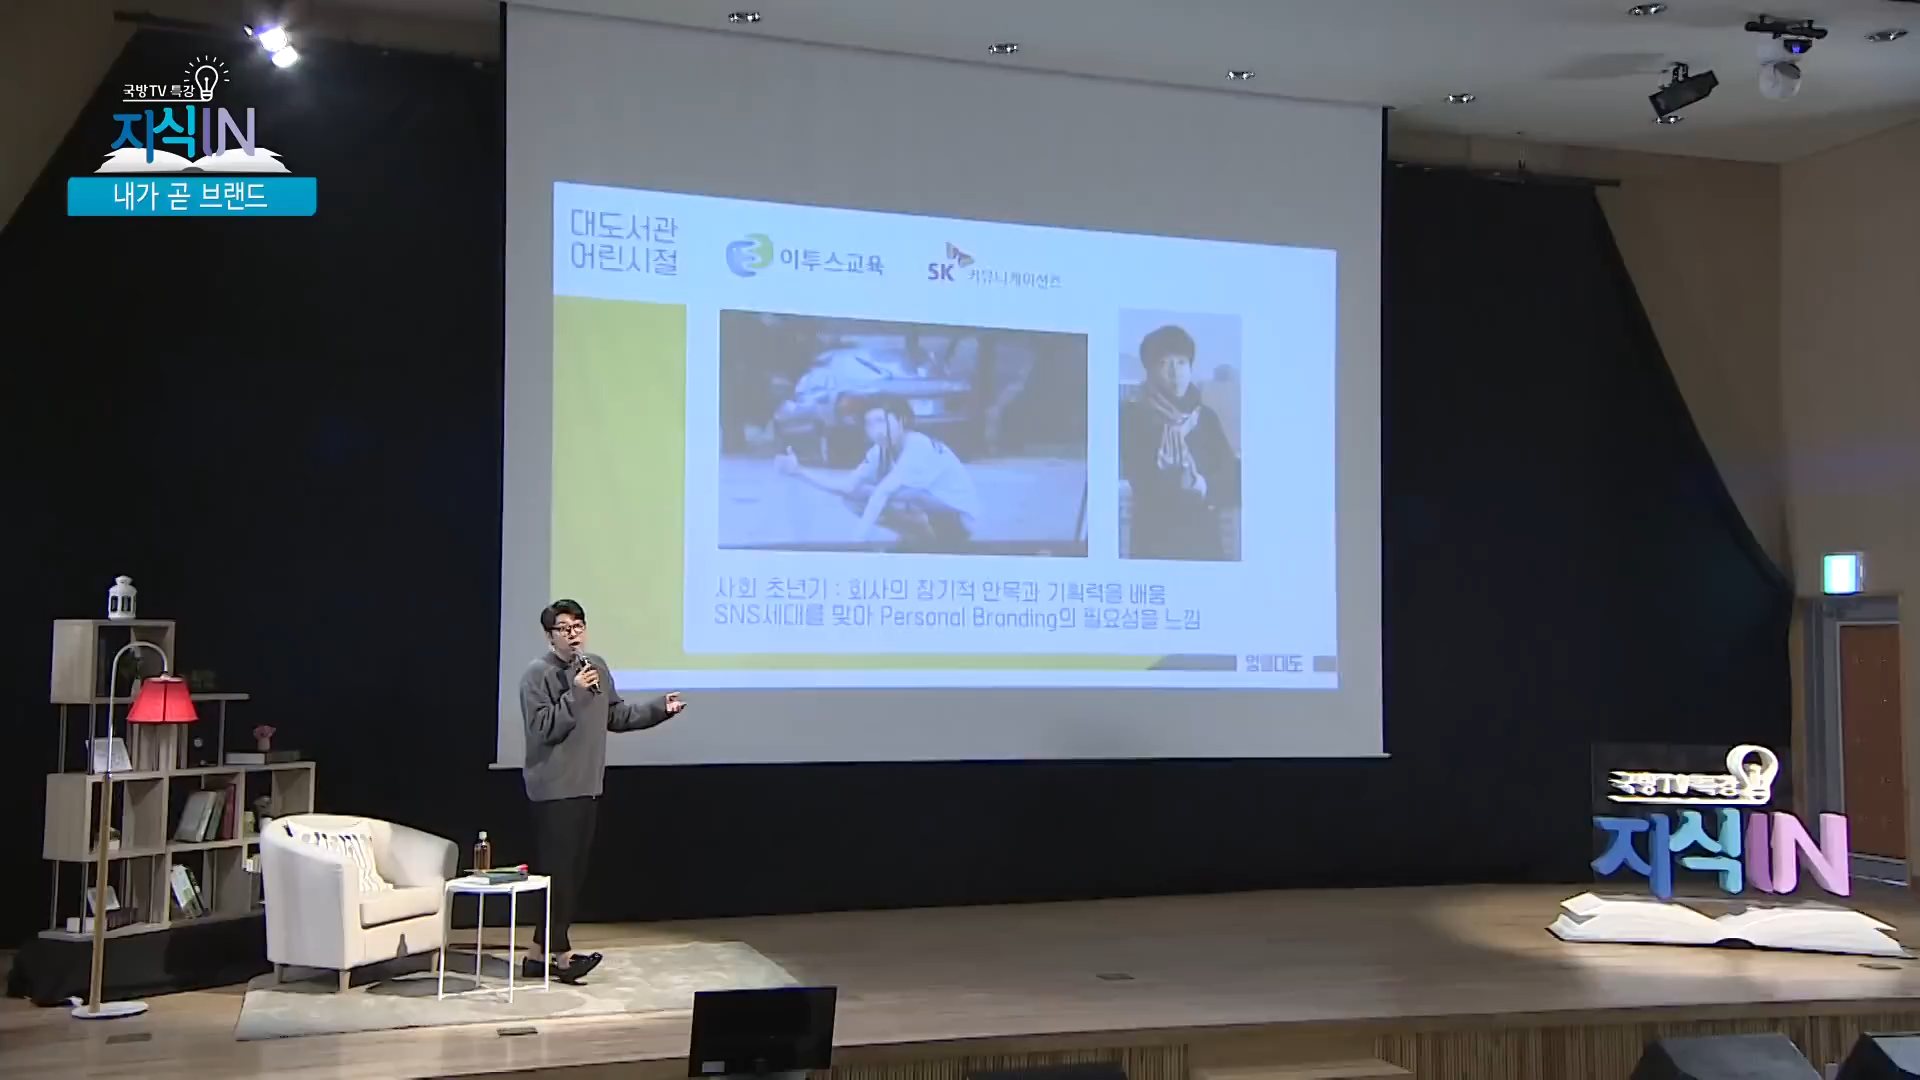 국방TV 특강
지식IN
내가 곧 브랜드
대도서관
어린시절
이투스교육
SK 커뮤니케이션즈
사회 초년기 : 회사의 장기적 안목과 기획력을 배움
SNS세대를 맞아 Personal Branding의 필요성을 느낌
엉클대도
국방TV 특강
지식IN